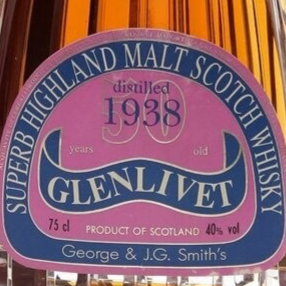 SUPERB HIGHLAND MALT SCOTCH WHISKY
distilled
1938
50
years old
GLENLIVET
75 cl PRODUCT OF SCOTLAND 40% vol
George & J.G. Smith's